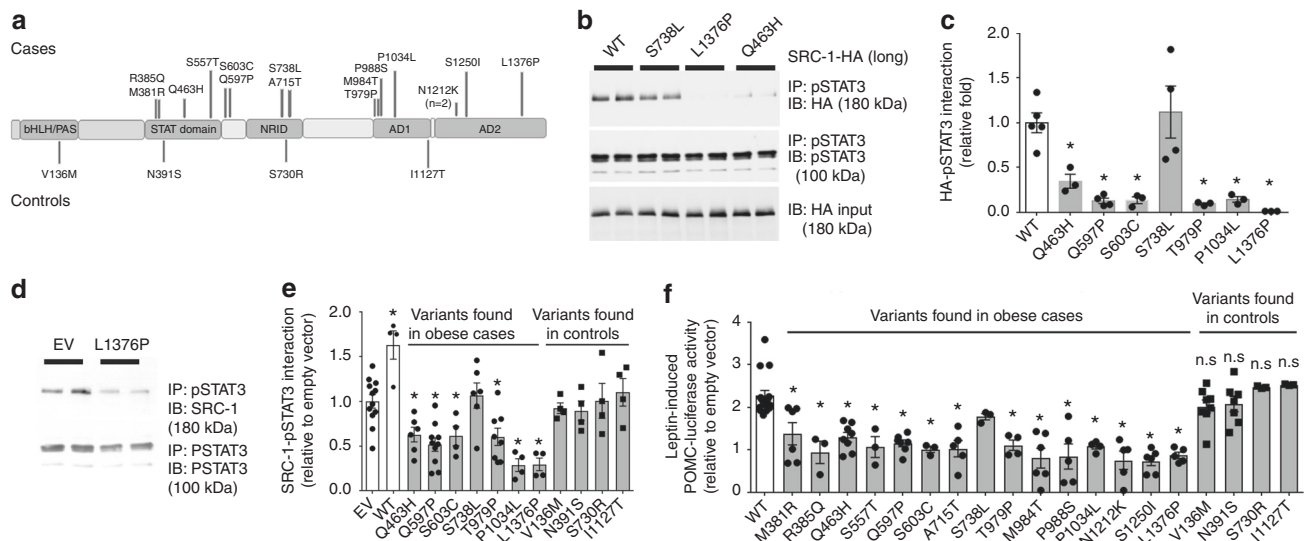 a
Cases
S557T
S603C
Q597P
S738L
A715T
P988S
P1034L
S1250I
L1376P
R385Q
M381R
Q463H
M984T
T979P
N1212K
(n=2)
bHLH/PAS
STAT domain
NRID
AD1
AD2
V136M
N391S
S730R
I1127T
Controls
b
WT
S738L
L1376P
Q463H
SRC-1-HA (long)
IP: pSTAT3
IB: HA (180 kDa)
IP: pSTAT3
IB: pSTAT3
(100 kDa)
IB: HA input
(180 kDa)
c
HA-pSTAT3 interaction
(relative fold)
2.0
1.5
1.0
0.5
0.0
* * * * * *
WT
Q463H
Q597P
S603C
S738L
T979P
P1034L
L1376P
d
EV
L1376P
IP: pSTAT3
IB: SRC-1
(180 kDa)
IP: PSTAT3
IB: PSTAT3
(100 kDa)
e
SRC-1-pSTAT3 interaction
(relative to empty vector)
2.0
1.5
1.0
0.5
0.0
Variants found
in obese cases
Variants found
in controls
* * * * * * *
EV
WT
Q463H
Q597P
S603C
S738L
T979P
P1034L
L1376P
V136M
N391S
S730R
I1127T
f
Leptin-induced
POMC-luciferase activity
(relative to empty vector)
4
3
2
1
0
Variants found in obese cases
Variants found
in controls
* * * * * * * * * * * * * *
n.s n.s n.s n.s
WT
M381R
R385Q
Q463H
S557T
Q597P
S603C
A715T
S738L
T979P
M984T
P988S
P1034L
N1212K
S1250I
L1376P
V136M
N391S
S730R
I1127T